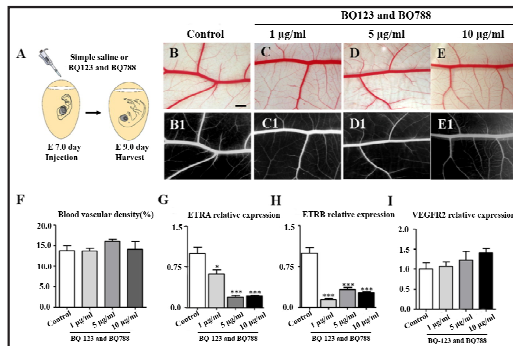 BQ123 and BQ788
Control
1 μg/ml
5 μg/ml
10 μg/ml
A
Simple saline or
BQ123 and BQ788
E 7.0 day
Injection
E 9.0 day
Harvest
B
C
D
E
B1
C1
D1
E1
F
Blood vascular density(%)
20.0
15.0
10.0
5.0
0.0
Control
1 μg/ml
5 μg/ml
10 μg/ml
BQ 123 and BQ788
G
ETRA relative expression
1.5
0.75
0.00
*
***
***
Control
1 μg/ml
5 μg/ml
10 μg/ml
BQ 123 and BQ788
H
ETRB relative expression
1.5
0.75
0.00
***
***
***
Control
1 μg/ml
5 μg/ml
10 μg/ml
BQ 123 and BQ788
I
VEGFR2 relative expression
2.0
1.5
1.0
0.5
0.0
Control
1 μg/ml
5 μg/ml
10 μg/ml
BQ-123 and BQ788